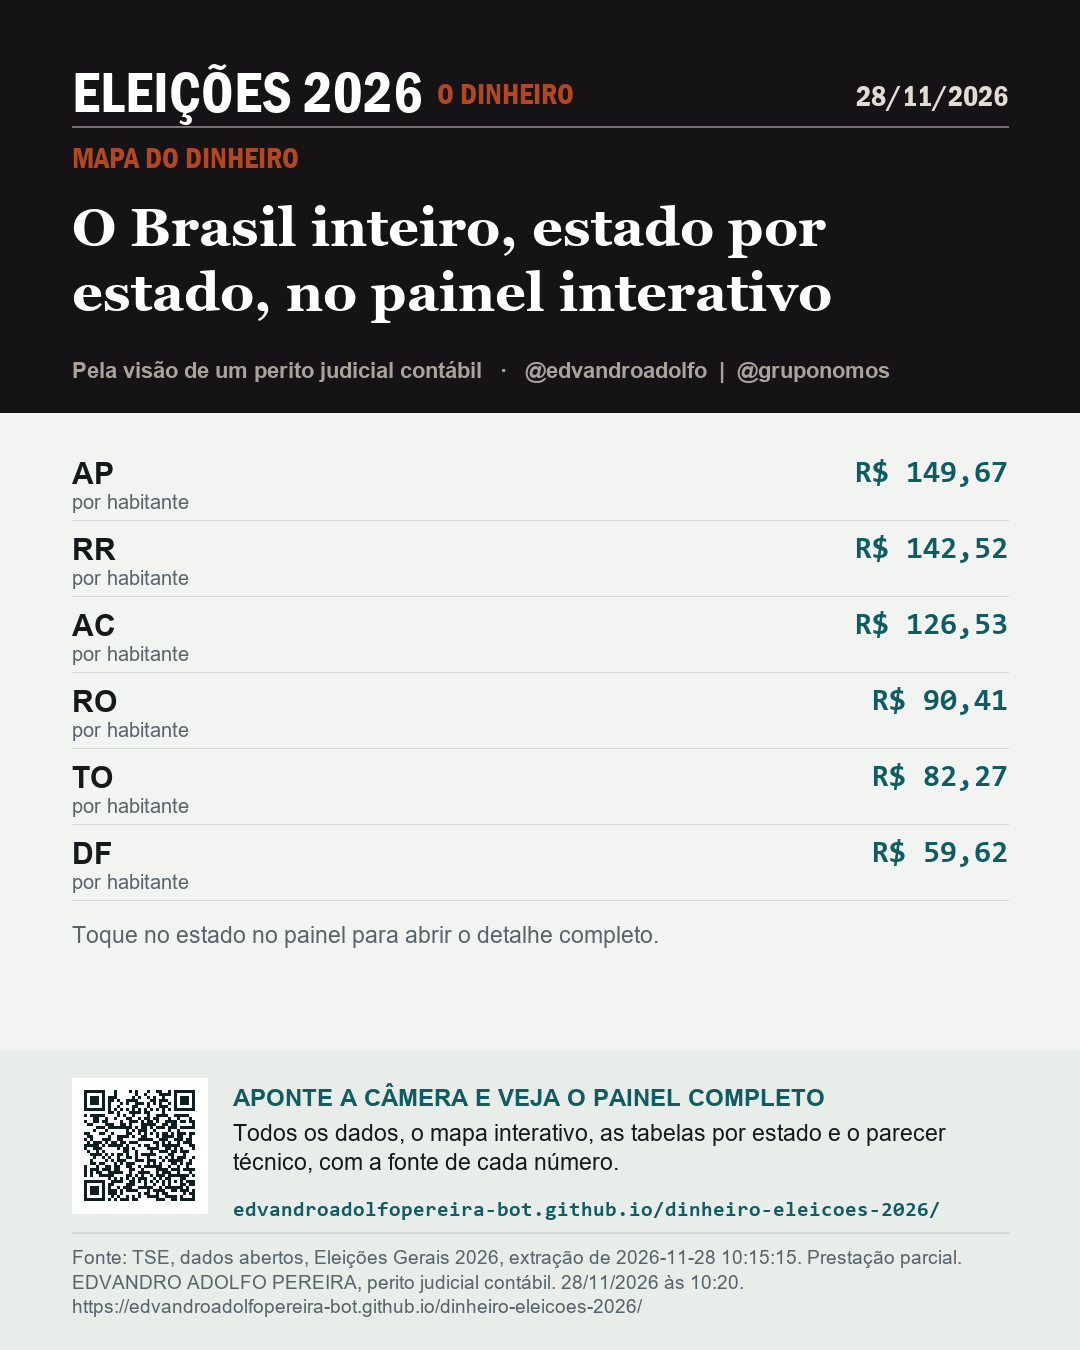 ELEIÇÕES 2026 O DINHEIRO 28/11/2026
MAPA DO DINHEIRO
O Brasil inteiro, estado por
estado, no painel interativo
Pela visão de um perito judicial contábil · @edvandroadolfo | @gruponomos
AP R$ 149,67
por habitante
RR R$ 142,52
por habitante
AC R$ 126,53
por habitante
RO R$ 90,41
por habitante
TO R$ 82,27
por habitante
DF R$ 59,62
por habitante
Toque no estado no painel para abrir o detalhe completo.
APONTE A CÂMERA E VEJA O PAINEL COMPLETO
Todos os dados, o mapa interativo, as tabelas por estado e o parecer
técnico, com a fonte de cada número.
edvandroadolfopereira-bot.github.io/dinheiro-eleicoes-2026/
Fonte: TSE, dados abertos, Eleições Gerais 2026, extração de 2026-11-28 10:15:15. Prestação parcial.
EDVANDRO ADOLFO PEREIRA, perito judicial contábil. 28/11/2026 às 10:20.
https://edvandroadolfopereira-bot.github.io/dinheiro-eleicoes-2026/